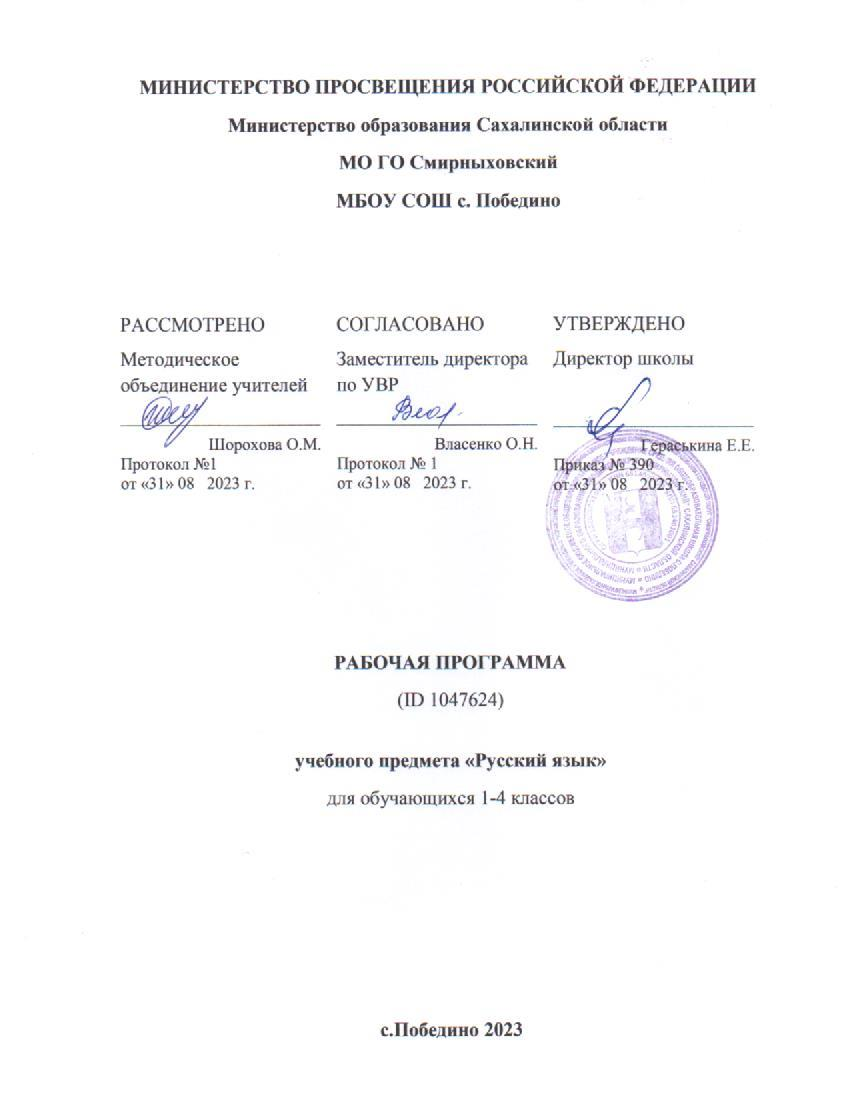 МИНИСТЕРСТВО ПРОСВЕЩЕНИЯ РОССИЙСКОЙ ФЕДЕРАЦИИ
Министерство образования Сахалинской области
МО ГО Смирныховский
МБОУ СОШ с. Победино
РАССМОТРЕНО
Методическое
объединение учителей
Шорохова О.М.
Протокол №1
от «31» 08 2023 г.
СОГЛАСОВАНО
Заместитель директора
по УВР
Власенко О.Н.
Протокол № 1
от «31» 08 2023 г.
УТВЕРЖДЕНО
Директор школы
Гераськина Е.Е.
Приказ № 390
от «31» 08 2023 г.
РАБОЧАЯ ПРОГРАММА
(ID 1047624)
учебного предмета «Русский язык»
для обучающихся 1-4 классов
с.Победино 2023